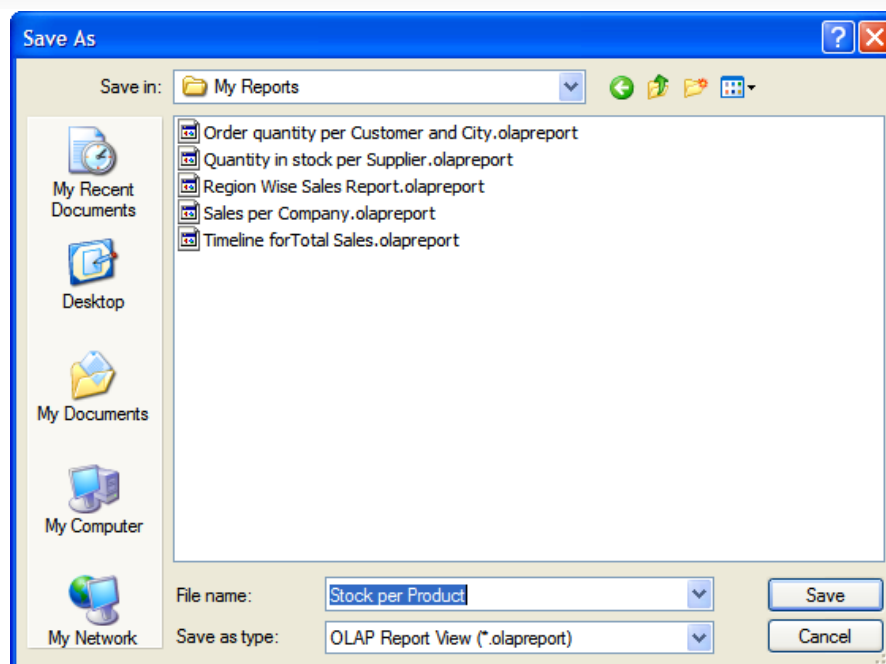 Save As
Save in:
My Reports
My Recent
Documents
Desktop
My Documents
My Computer
My Network
Order quantity per Customer and City.olapreport
Quantity in stock per Supplier.olapreport
Region Wise Sales Report.olapreport
Sales per Company.olapreport
Timeline forTotal Sales.olapreport
File name:
Stock per Product
Save
Save as type:
OLAP Report View (*.olapreport)
Cancel